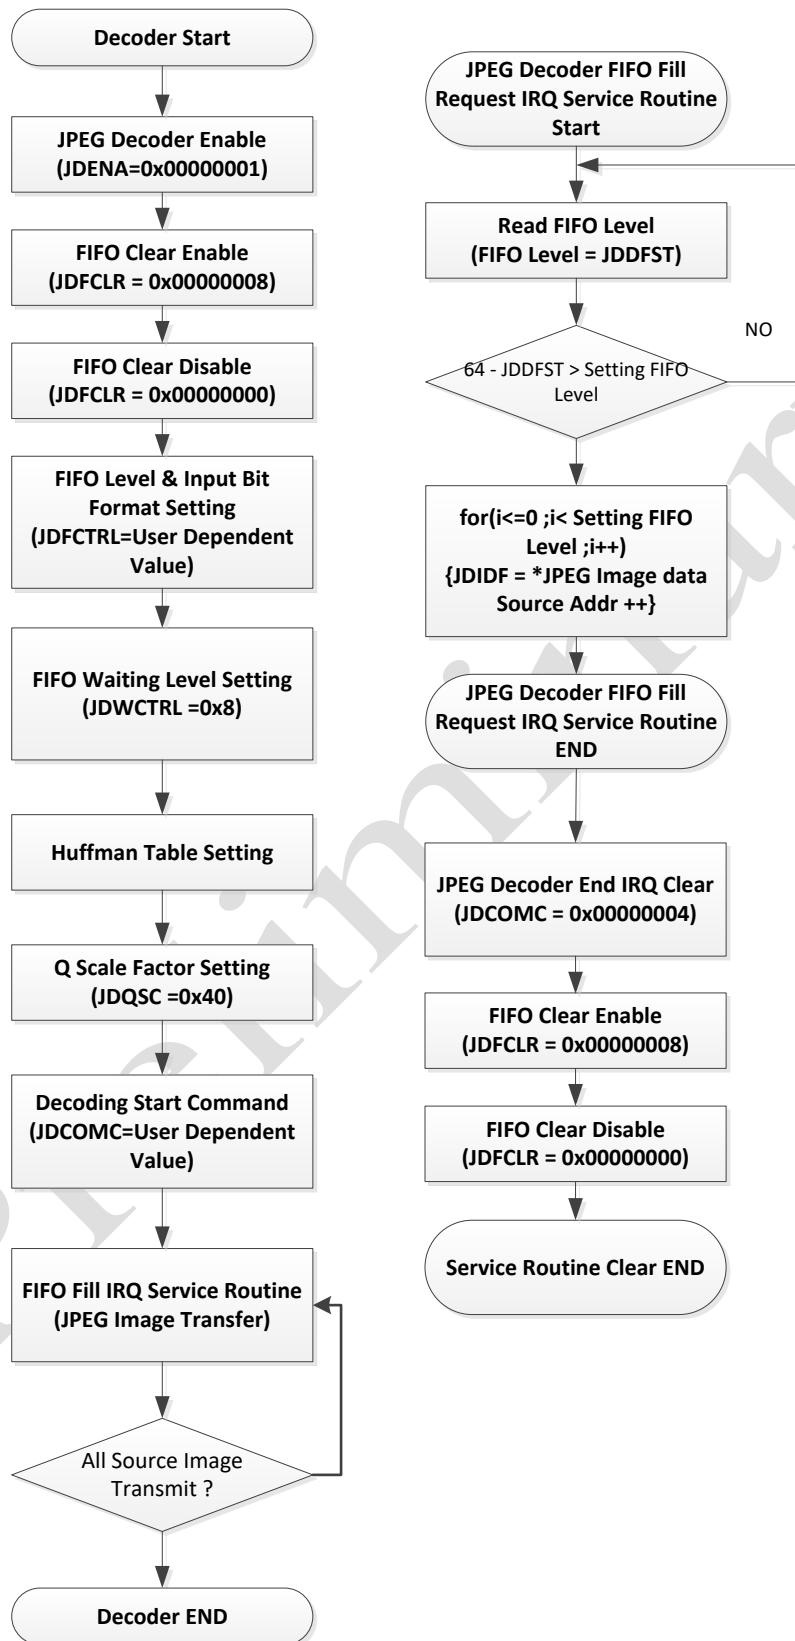 Decoder Start
JPEG Decoder Enable
(JDENA=0x00000001)
FIFO Clear Enable
(JDFCLR = 0x00000008)
FIFO Clear Disable
(JDFCLR = 0x00000000)
FIFO Level & Input Bit
Format Setting
(JDFCTRL=User Dependent
Value)
FIFO Waiting Level Setting
(JDWCTRL =0x8)
Huffman Table Setting
Q Scale Factor Setting
(JDQSC =0x40)
Decoding Start Command
(JDCOMC=User Dependent
Value)
FIFO Fill IRQ Service Routine
(JPEG Image Transfer)
All Source Image
Transmit ?
Decoder END
JPEG Decoder FIFO Fill
Request IRQ Service Routine
Start
Read FIFO Level
(FIFO Level = JDDFST)
NO
64 - JDDFST > Setting FIFO
Level
for(i<=0 ;i< Setting FIFO
Level ;i++)
{JDIDF = *JPEG Image data
Source Addr ++}
JPEG Decoder FIFO Fill
Request IRQ Service Routine
END
JPEG Decoder End IRQ Clear
(JDCOMC = 0x00000004)
FIFO Clear Enable
(JDFCLR = 0x00000008)
FIFO Clear Disable
(JDFCLR = 0x00000000)
Service Routine Clear END